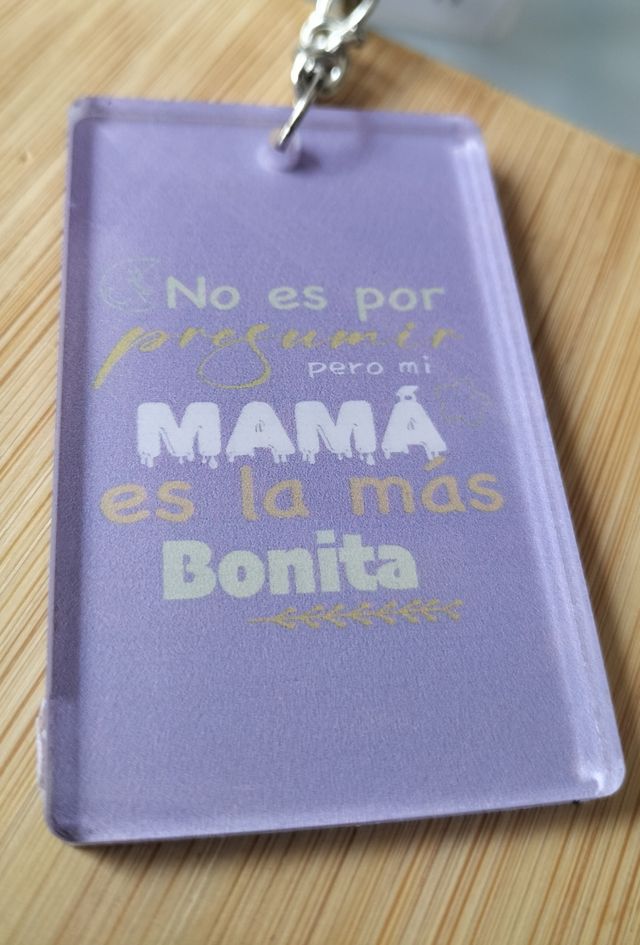 No es por
presumir
pero mi
MAMÁ
es la más
Bonita